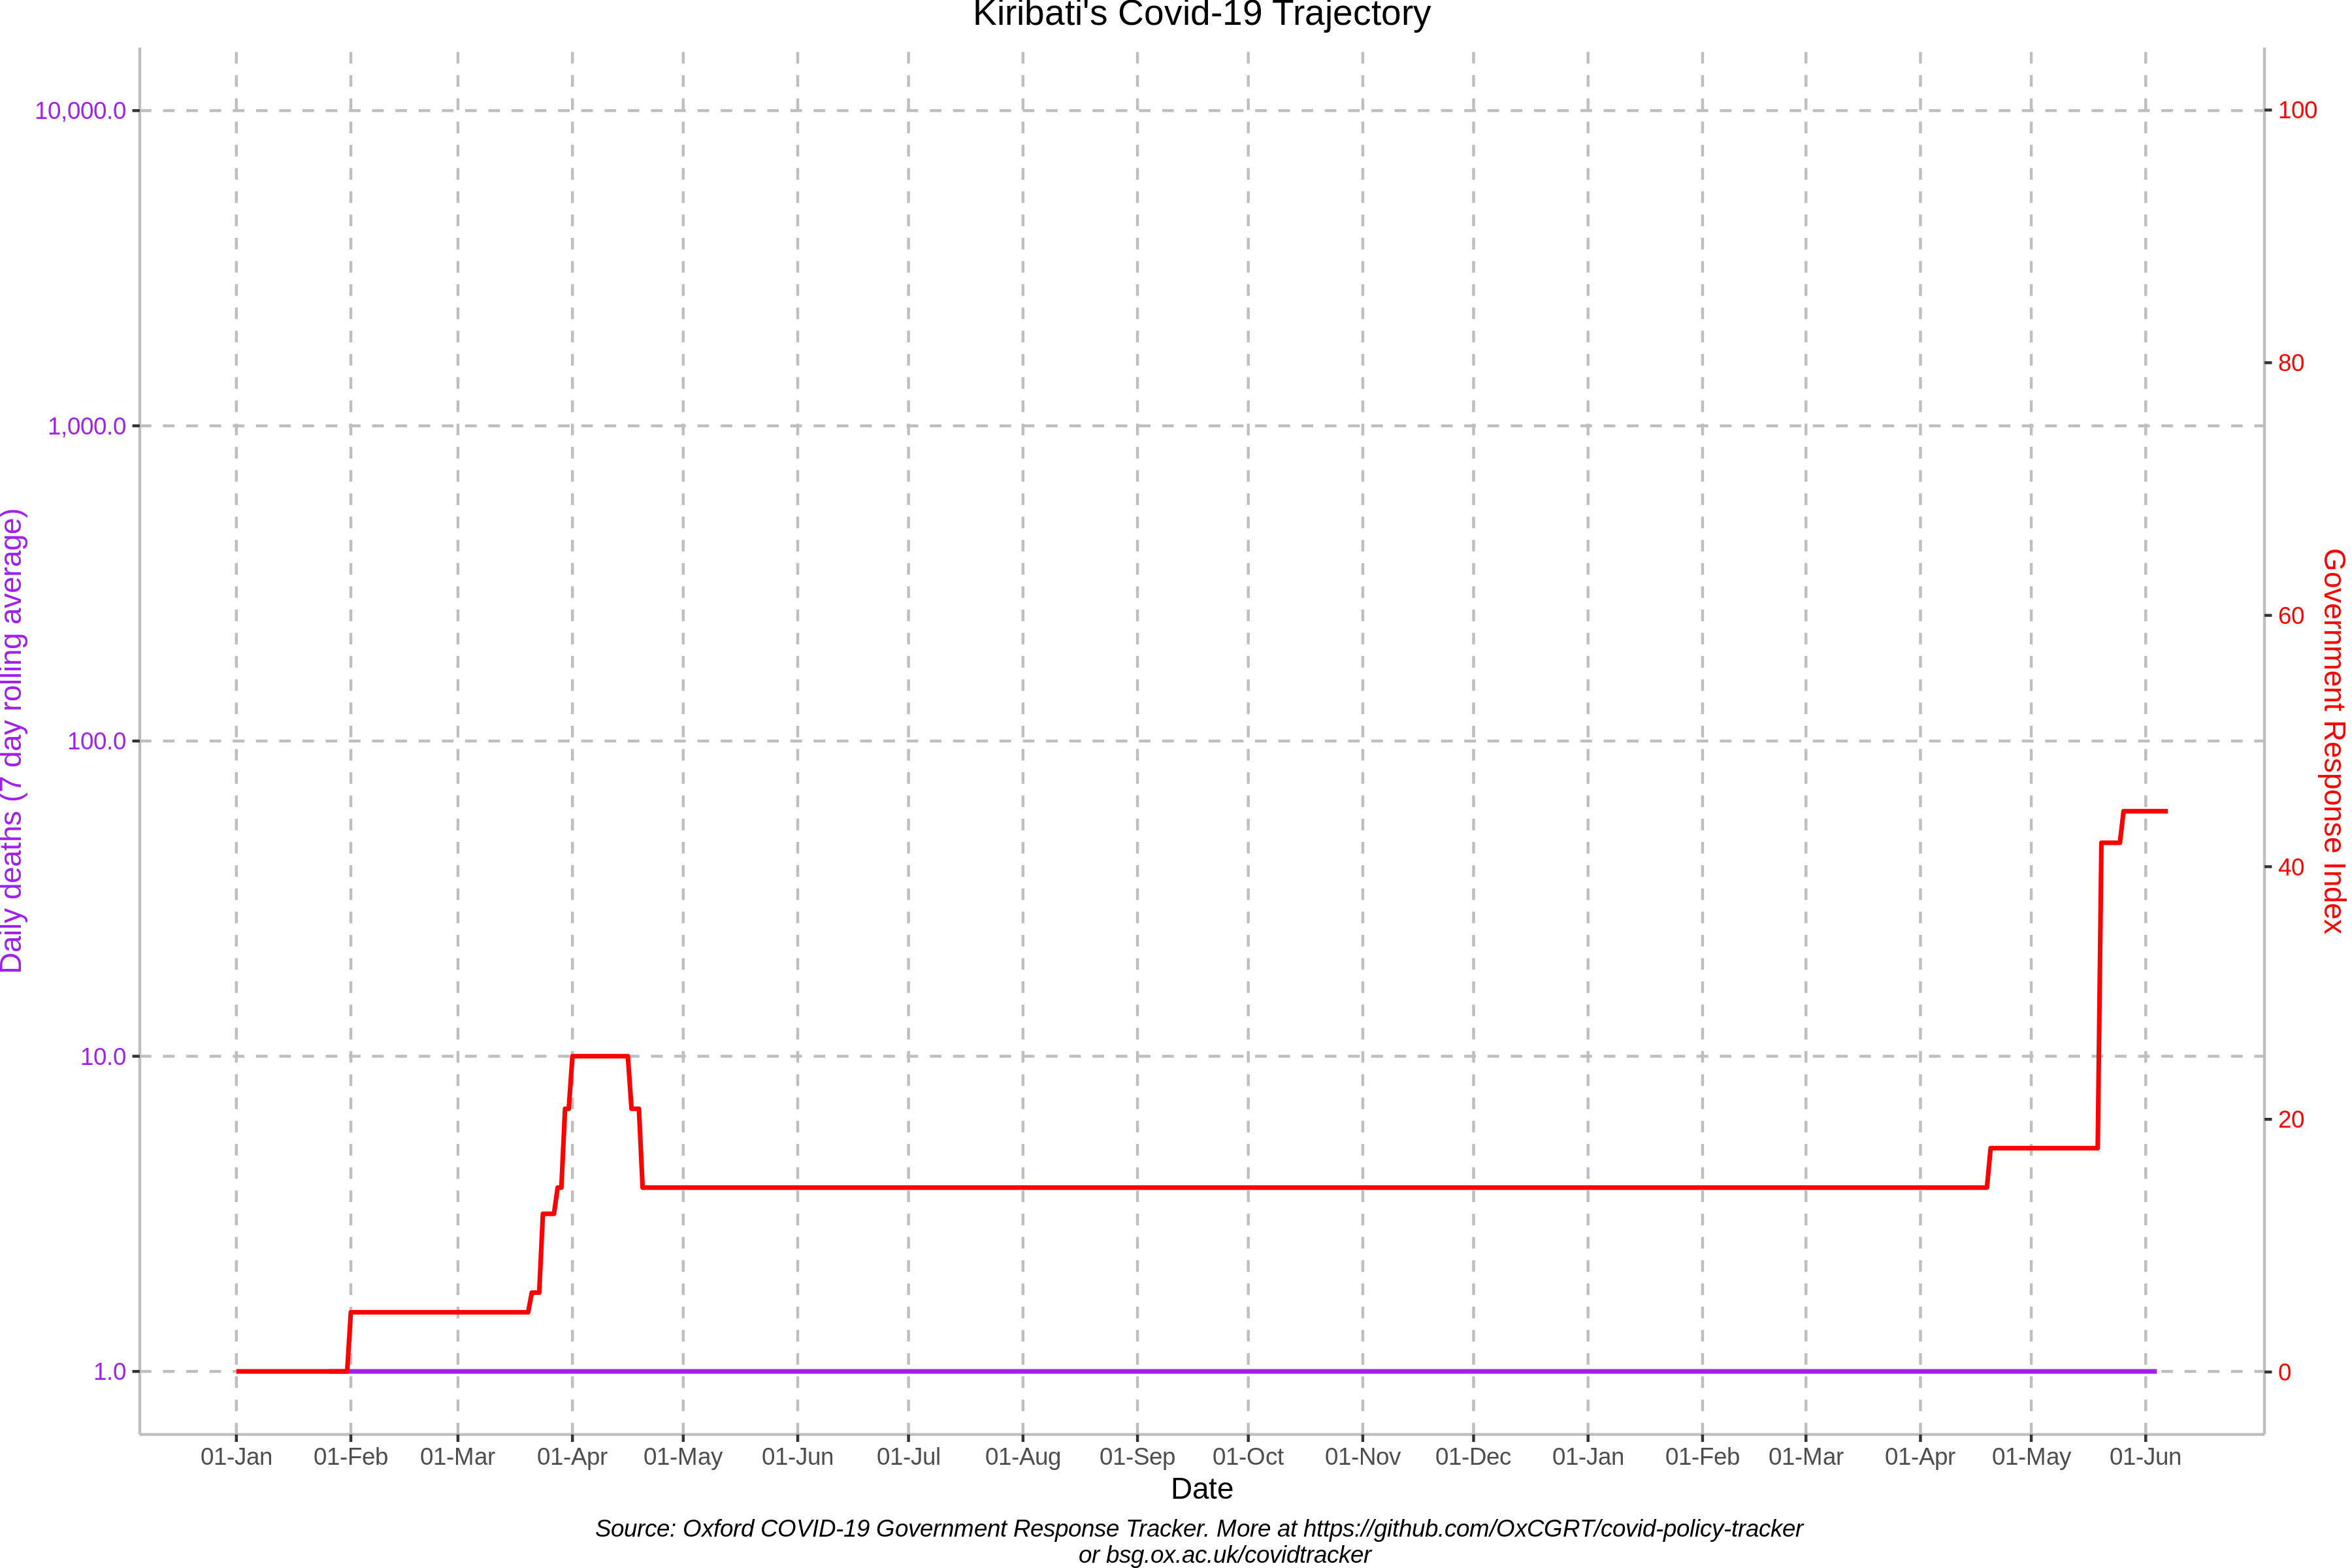 Kiribati's Covid-19 Trajectory
10,000.0
1,000.0
100.0
10.0
1.0
Daily deaths (7 day rolling average)
100
80
60
40
20
0
Government Response Index
01-Jan 01-Feb 01-Mar 01-Apr 01-May 01-Jun 01-Jul 01-Aug 01-Sep 01-Oct 01-Nov 01-Dec 01-Jan 01-Feb 01-Mar 01-Apr 01-May 01-Jun
Date
Source: Oxford COVID-19 Government Response Tracker. More at https://github.com/OxCGRT/covid-policy-tracker
or bsg.ox.ac.uk/covidtracker